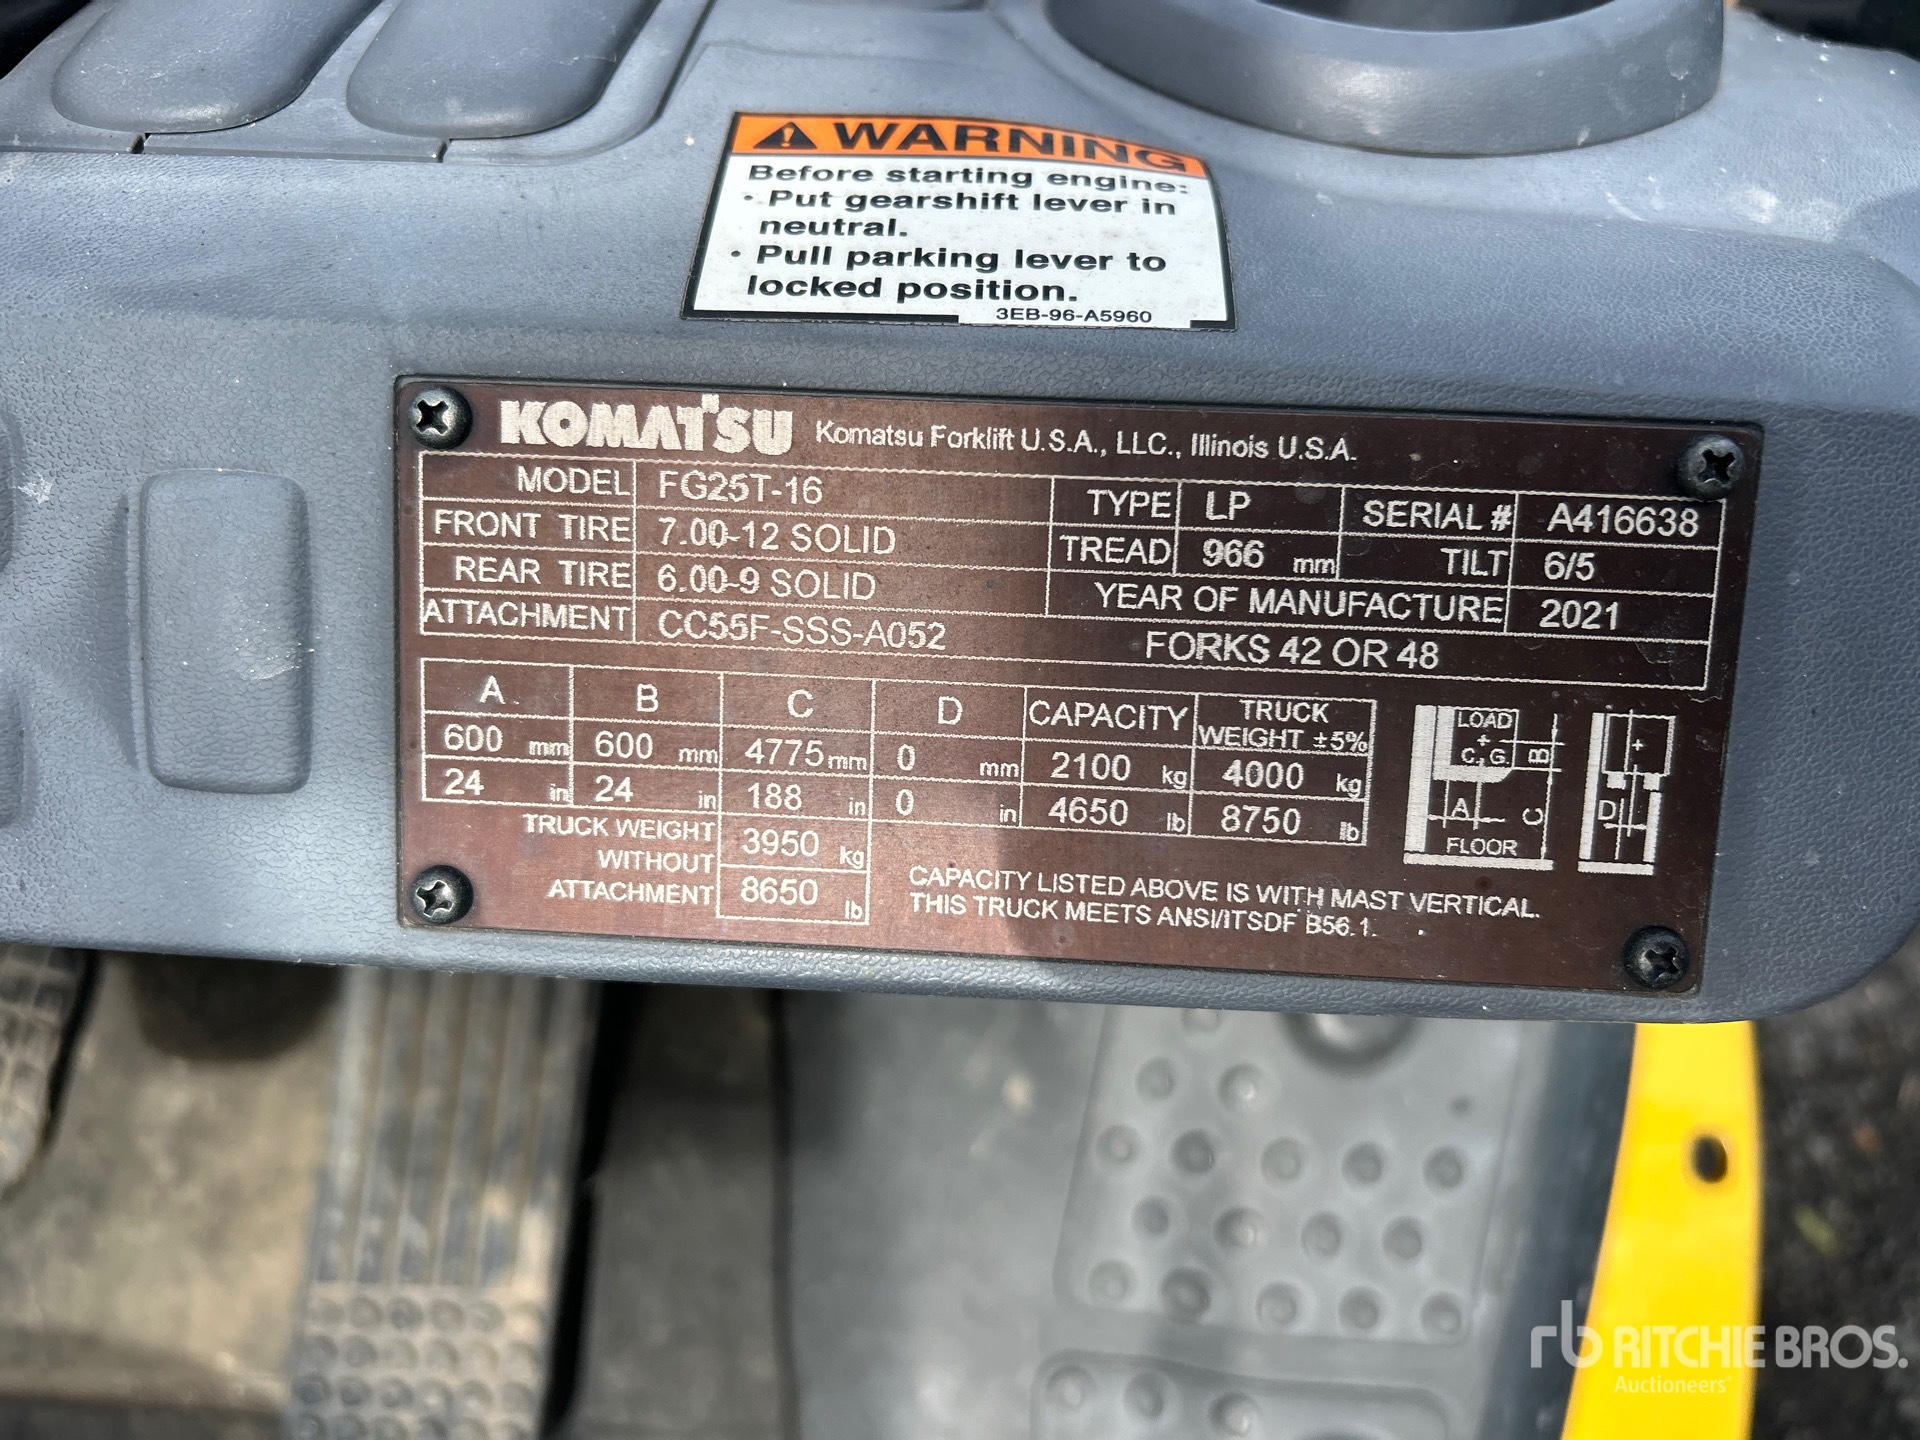 WARNING
Before starting engine:
• Put gearshift lever in
neutral.
• Pull parking lever to
locked position.
3EB-96-A5960
KOMATSU Komatsu Forklift U.S.A., LLC., Illinois U.S.A.
MODEL FG25T-16 TYPE LP SERIAL # A416638
FRONT TIRE 7.00-12 SOLID TREAD 966 mm TILT 6/5
REAR TIRE 6.00-9 SOLID YEAR OF MANUFACTURE 2021
ATTACHMENT CC55F-SSS-A052 FORKS 42 OR 48
A B C D CAPACITY TRUCK WEIGHT ±5%
600 mm 600 mm 4775 mm 0 mm 2100 kg 4000 kg
24 in 24 in 188 in 0 in 4650 lb 8750 lb
TRUCK WEIGHT
WITHOUT
ATTACHMENT
3950 kg
8650 lb
LOAD
C.G.
B
A
C
FLOOR
D
CAPACITY LISTED ABOVE IS WITH MAST VERTICAL.
THIS TRUCK MEETS ANSI/ITSDF B56.1.
rb RITCHIE BROS.
Auctioneers